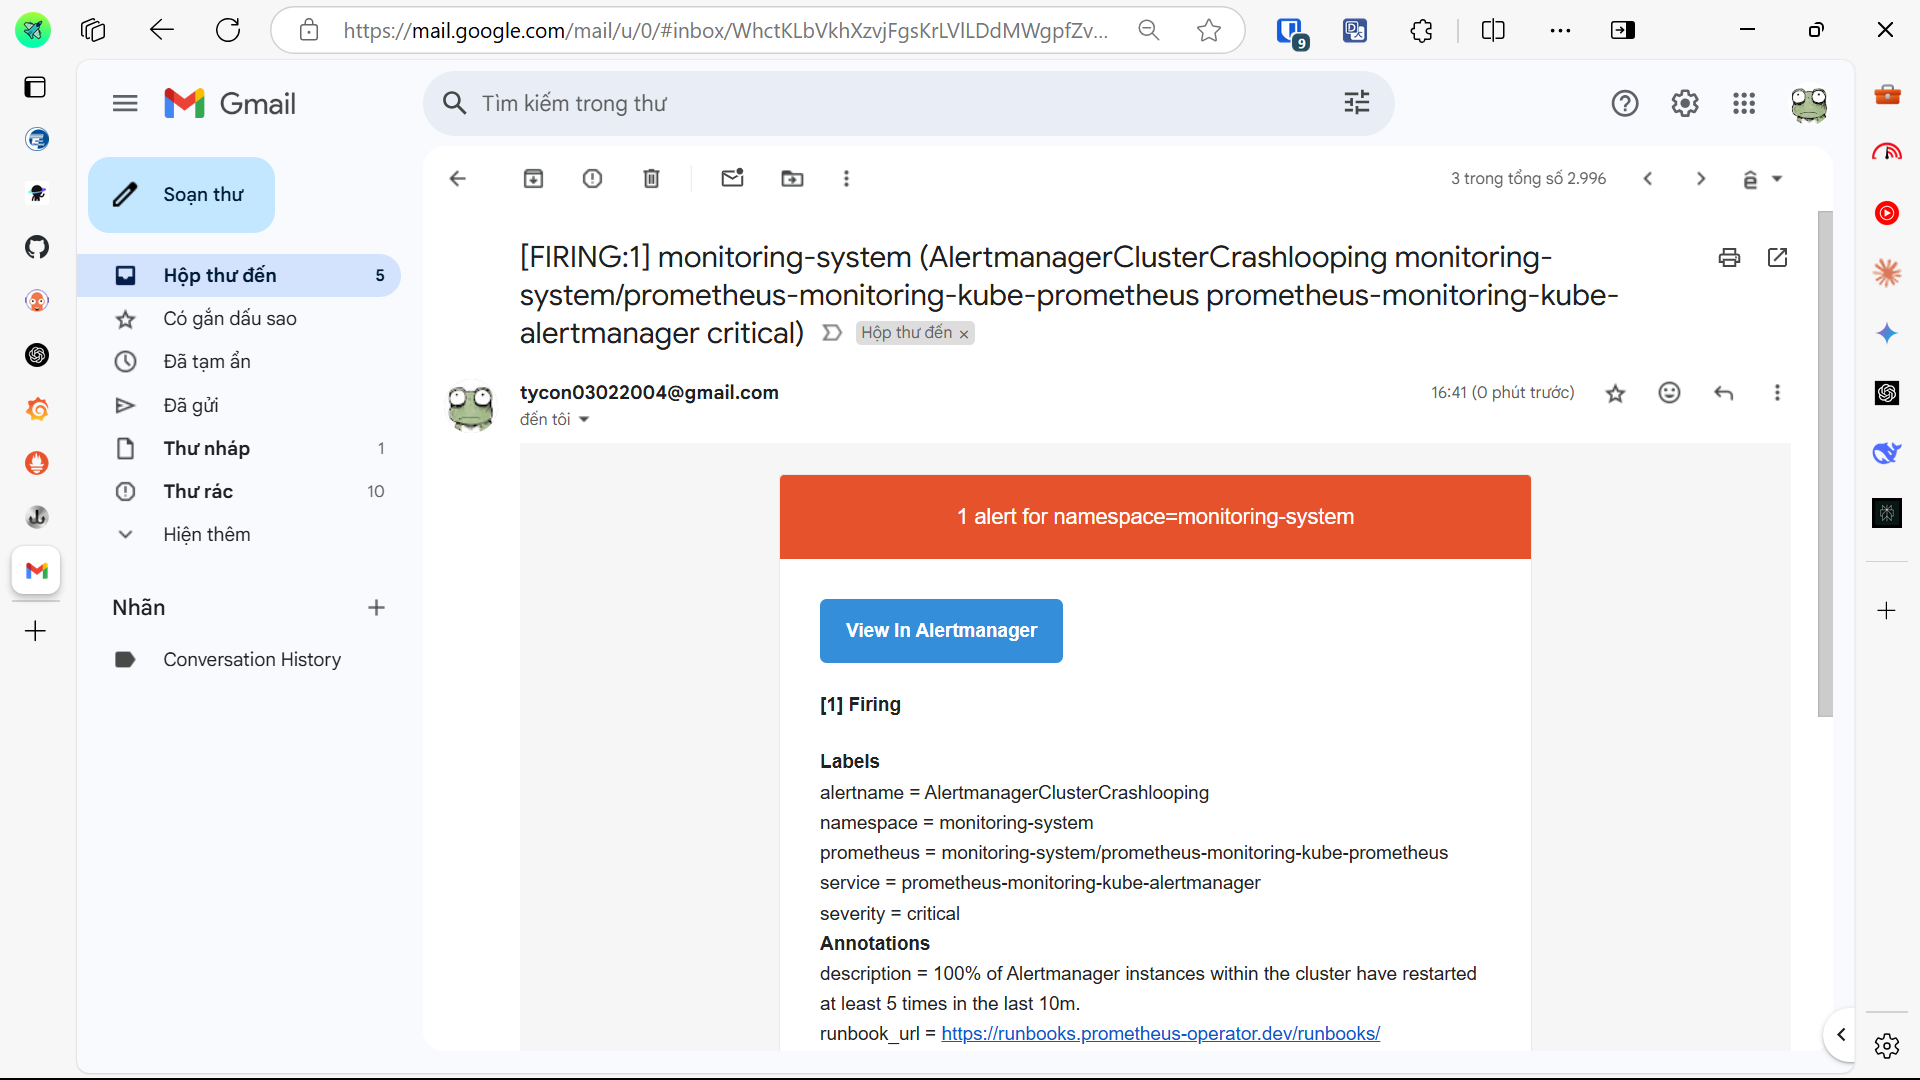 https://mail.google.com/mail/u/0/#inbox/WhctKLbVkhXzvjFgsKrLVlLDdMWgpfZv...
9
Gmail
Tìm kiếm trong thư
Soạn thư
3 trong tổng số 2.996
Hộp thư đến 5
Có gắn dấu sao
Đã tạm ẩn
Đã gửi
Thư nháp 1
Thư rác 10
Hiện thêm
Nhãn
Conversation History
[FIRING:1] monitoring-system (AlertmanagerClusterCrashlooping monitoring-
system/prometheus-monitoring-kube-prometheus prometheus-monitoring-kube-
alertmanager critical)
Hộp thư đến ×
tycon03022004@gmail.com
16:41 (0 phút trước)
đến tôi
1 alert for namespace=monitoring-system
View In Alertmanager
[1] Firing
Labels
alertname = AlertmanagerClusterCrashlooping
namespace = monitoring-system
prometheus = monitoring-system/prometheus-monitoring-kube-prometheus
service = prometheus-monitoring-kube-alertmanager
severity = critical
Annotations
description = 100% of Alertmanager instances within the cluster have restarted
at least 5 times in the last 10m.
runbook_url = https://runbooks.prometheus-operator.dev/runbooks/